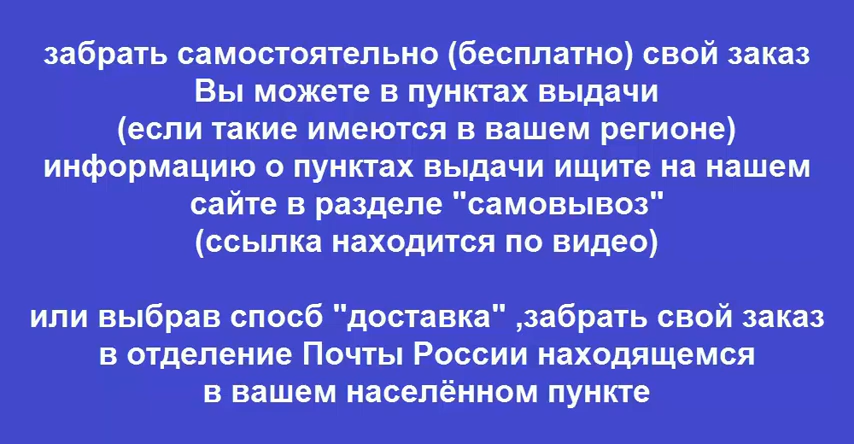 забрать самостоятельно (бесплатно) свой заказ
Вы можете в пунктах выдачи
(если такие имеются в вашем регионе)
информацию о пунктах выдачи ищите на нашем
сайте в разделе "самовывоз"
(ссылка находится по видео)
или выбрав спосб "доставка" ,забрать свой заказ
в отделение Почты России находящемся
в вашем населённом пункте